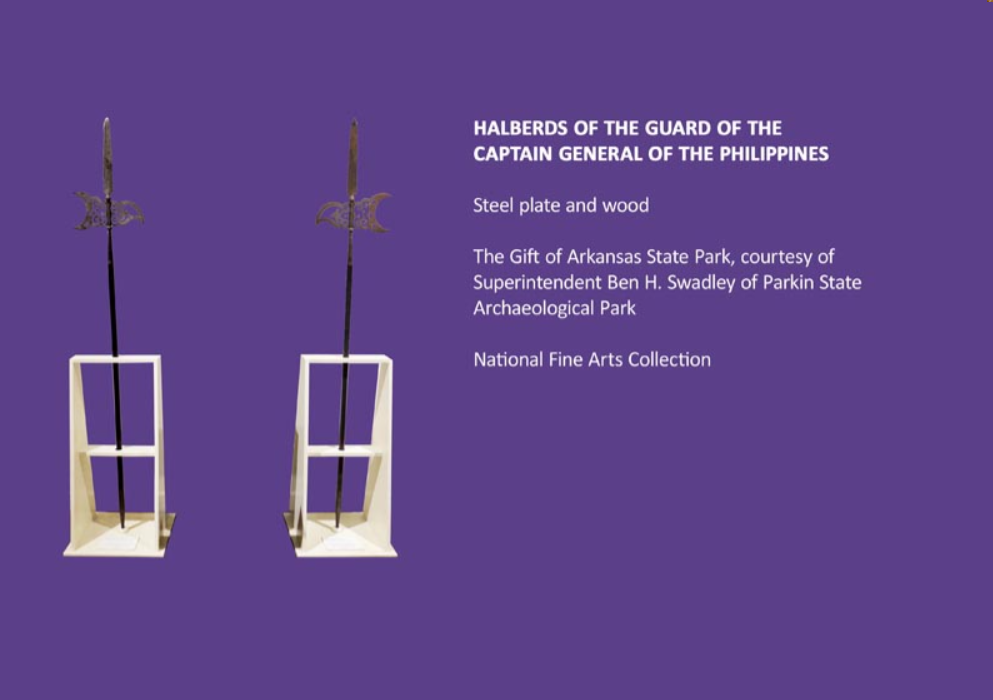 HALBERDS OF THE GUARD OF THE
CAPTAIN GENERAL OF THE PHILIPPINES
Steel plate and wood
The Gift of Arkansas State Park, courtesy of
Superintendent Ben H. Swadley of Parkin State
Archaeological Park
National Fine Arts Collection